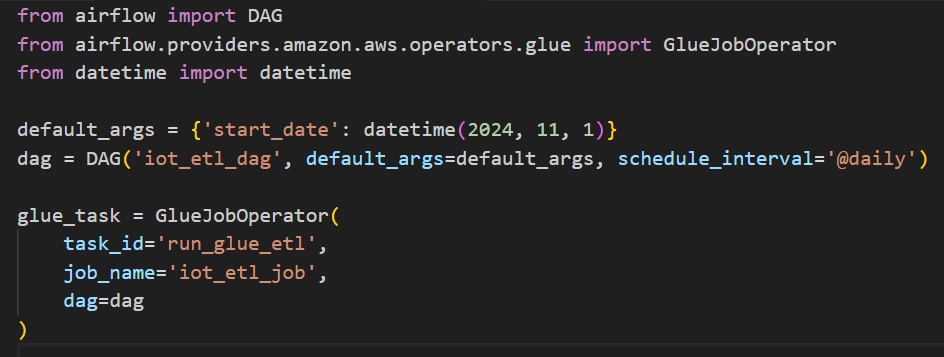 from airflow import DAG
from airflow.providers.amazon.aws.operators.glue import GlueJobOperator
from datetime import datetime

default_args = {'start_date': datetime(2024, 11, 1)}
dag = DAG('iot_etl_dag', default_args=default_args, schedule_interval='@daily')

glue_task = GlueJobOperator(
    task_id='run_glue_etl',
    job_name='iot_etl_job',
    dag=dag
)